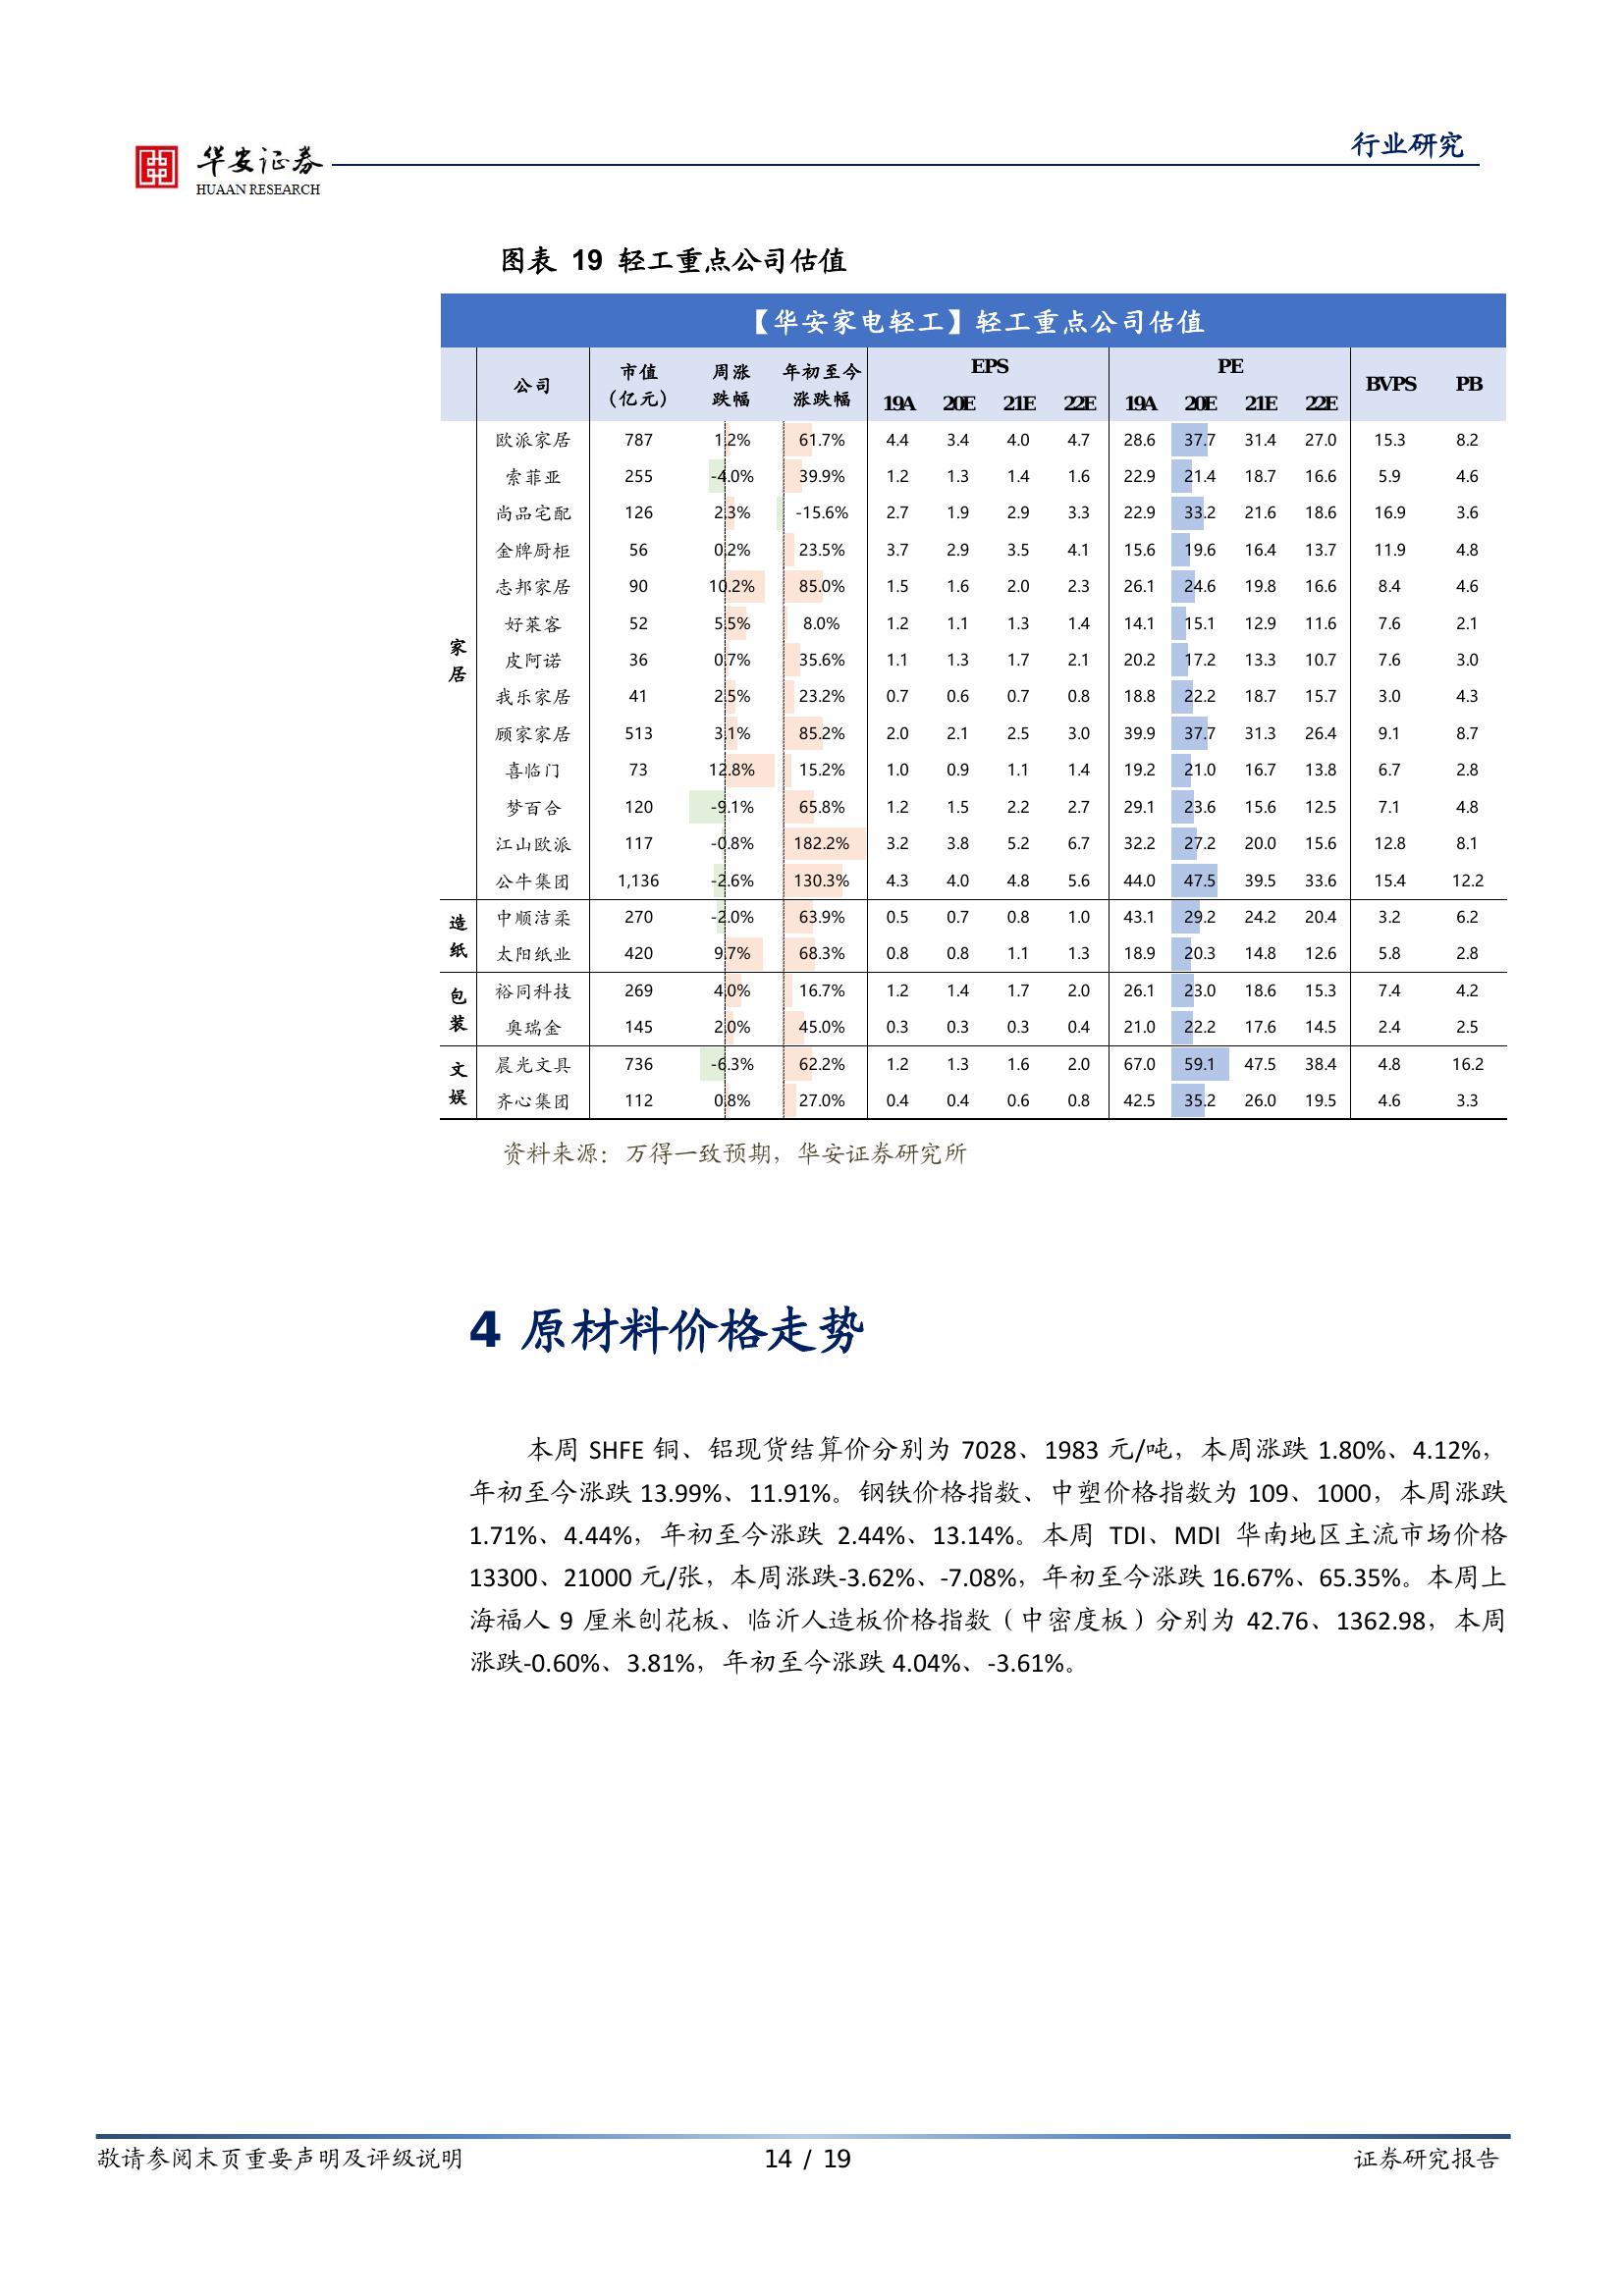 华安证券
HUAAN RESEARCH
行业研究
图表 19 轻工重点公司估值
【华安家电轻工】轻工重点公司估值
公司 市值（亿元） 周涨跌幅 年初至今涨跌幅 EPS PE BVPS PB
19A 20E 21E 22E 19A 20E 21E 22E
家居
欧派家居 787 1.2% 61.7% 4.4 3.4 4.0 4.7 28.6 37.7 31.4 27.0 15.3 8.2
索菲亚 255 -4.0% 39.9% 1.2 1.3 1.4 1.6 22.9 21.4 18.7 16.6 5.9 4.6
尚品宅配 126 2.3% -15.6% 2.7 1.9 2.9 3.3 22.9 33.2 21.6 18.6 16.9 3.6
金牌厨柜 56 0.2% 23.5% 3.7 2.9 3.5 4.1 15.6 19.6 16.4 13.7 11.9 4.8
志邦家居 90 10.2% 85.0% 1.5 1.6 2.0 2.3 26.1 24.6 19.8 16.6 8.4 4.6
好莱客 52 5.5% 8.0% 1.2 1.1 1.3 1.4 14.1 15.1 12.9 11.6 7.6 2.1
皮阿诺 36 0.7% 35.6% 1.1 1.3 1.7 2.1 20.2 17.2 13.3 10.7 7.6 3.0
我乐家居 41 2.5% 23.2% 0.7 0.6 0.7 0.8 18.8 22.2 18.7 15.7 3.0 4.3
顾家家居 513 3.1% 85.2% 2.0 2.1 2.5 3.0 39.9 37.7 31.3 26.4 9.1 8.7
喜临门 73 12.8% 15.2% 1.0 0.9 1.1 1.4 19.2 21.0 16.7 13.8 6.7 2.8
梦百合 120 -9.1% 65.8% 1.2 1.5 2.2 2.7 29.1 23.6 15.6 12.5 7.1 4.8
江山欧派 117 -0.8% 182.2% 3.2 3.8 5.2 6.7 32.2 27.2 20.0 15.6 12.8 8.1
公牛集团 1,136 -2.6% 130.3% 4.3 4.0 4.8 5.6 44.0 47.5 39.5 33.6 15.4 12.2
造纸
中顺洁柔 270 -2.0% 63.9% 0.5 0.7 0.8 1.0 43.1 29.2 24.2 20.4 3.2 6.2
太阳纸业 420 9.7% 68.3% 0.8 0.8 1.1 1.3 18.9 20.3 14.8 12.6 5.8 2.8
包装
裕同科技 269 4.0% 16.7% 1.2 1.4 1.7 2.0 26.1 23.0 18.6 15.3 7.4 4.2
奥瑞金 145 2.0% 45.0% 0.3 0.3 0.3 0.4 21.0 22.2 17.6 14.5 2.4 2.5
文娱
晨光文具 736 -6.3% 62.2% 1.2 1.3 1.6 2.0 67.0 59.1 47.5 38.4 4.8 16.2
齐心集团 112 0.8% 27.0% 0.4 0.4 0.6 0.8 42.5 35.2 26.0 19.5 4.6 3.3
资料来源：万得一致预期，华安证券研究所
4 原材料价格走势
本周 SHFE 铜、铝现货结算价分别为 7028、1983 元/吨，本周涨跌 1.80%、4.12%，
年初至今涨跌 13.99%、11.91%。钢铁价格指数、中塑价格指数为 109、1000，本周涨跌
1.71%、4.44%，年初至今涨跌 2.44%、13.14%。本周 TDI、MDI 华南地区主流市场价格
13300、21000 元/张，本周涨跌-3.62%、-7.08%，年初至今涨跌 16.67%、65.35%。本周上
海福人 9 厘米刨花板、临沂人造板价格指数（中密度板）分别为 42.76、1362.98，本周
涨跌-0.60%、3.81%，年初至今涨跌 4.04%、-3.61%。
敬请参阅末页重要声明及评级说明
14 / 19
证券研究报告